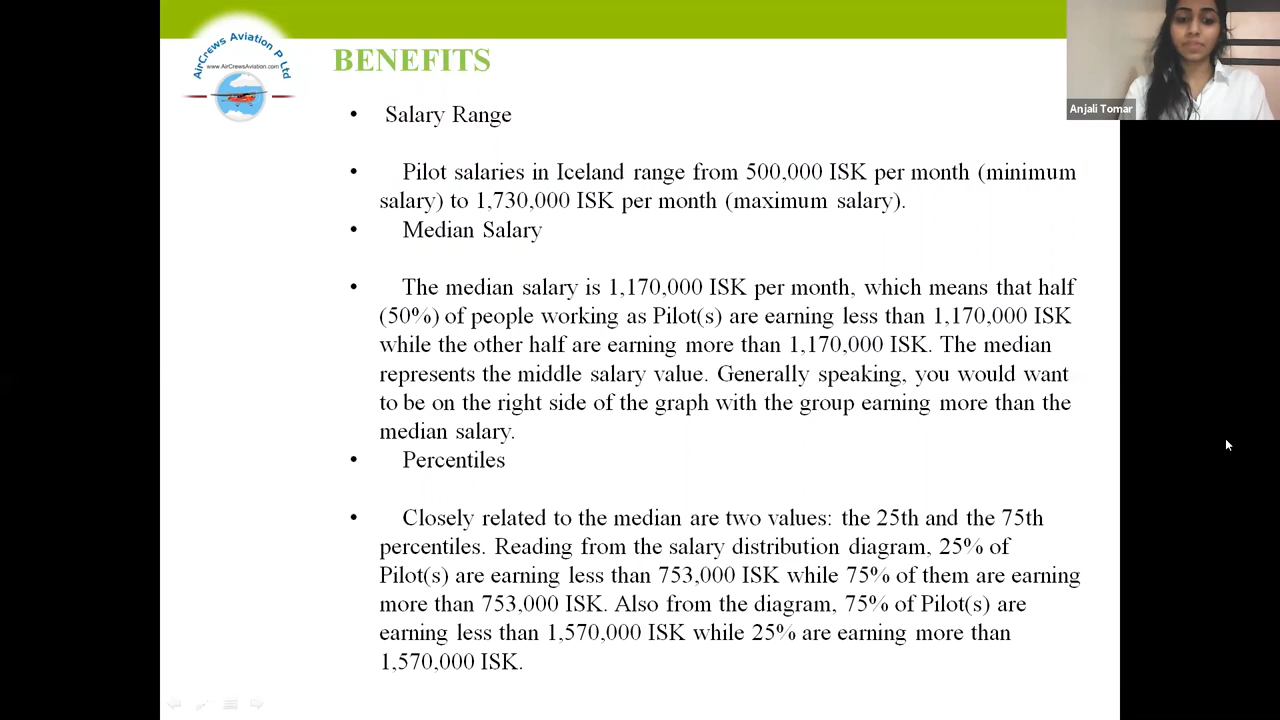 AirCrews Aviation P Ltd
www.AirCrewsAviation.com
BENEFITS
Anjali Tomar
• Salary Range
• Pilot salaries in Iceland range from 500,000 ISK per month (minimum
salary) to 1,730,000 ISK per month (maximum salary).
• Median Salary
• The median salary is 1,170,000 ISK per month, which means that half
(50%) of people working as Pilot(s) are earning less than 1,170,000 ISK
while the other half are earning more than 1,170,000 ISK. The median
represents the middle salary value. Generally speaking, you would want
to be on the right side of the graph with the group earning more than the
median salary.
• Percentiles
• Closely related to the median are two values: the 25th and the 75th
percentiles. Reading from the salary distribution diagram, 25% of
Pilot(s) are earning less than 753,000 ISK while 75% of them are earning
more than 753,000 ISK. Also from the diagram, 75% of Pilot(s) are
earning less than 1,570,000 ISK while 25% are earning more than
1,570,000 ISK.